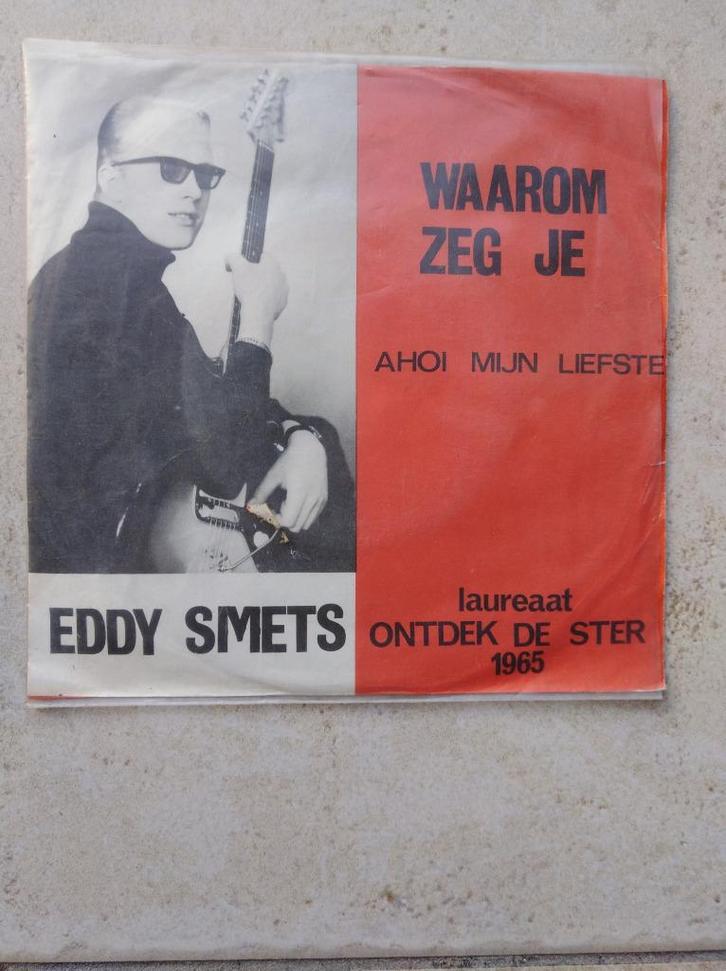 WAAROM
ZEG JE
AHOI MIJN LIEFSTE
EDDY SMETS
laureaat
ONTDEK DE STER
1965